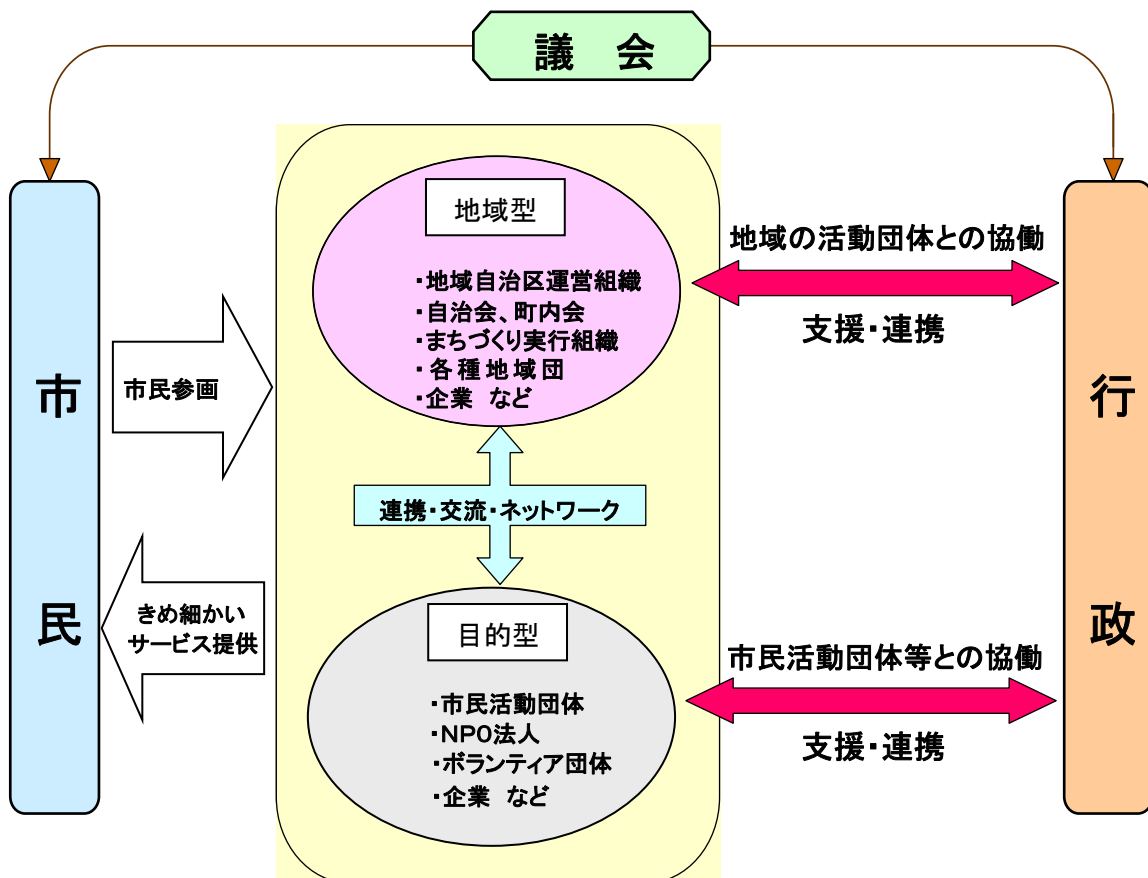 議　会
地域型
・地域自治区運営組織
・自治会、町内会
・まちづくり実行組織
・各種地域団
・企業　など
地域の活動団体との協働
支援・連携
市民
市民参画
行政
連携・交流・ネットワーク
きめ細かい
サービス提供
目的型
・市民活動団体
・NPO法人
・ボランティア団体
・企業　など
市民活動団体等との協働
支援・連携